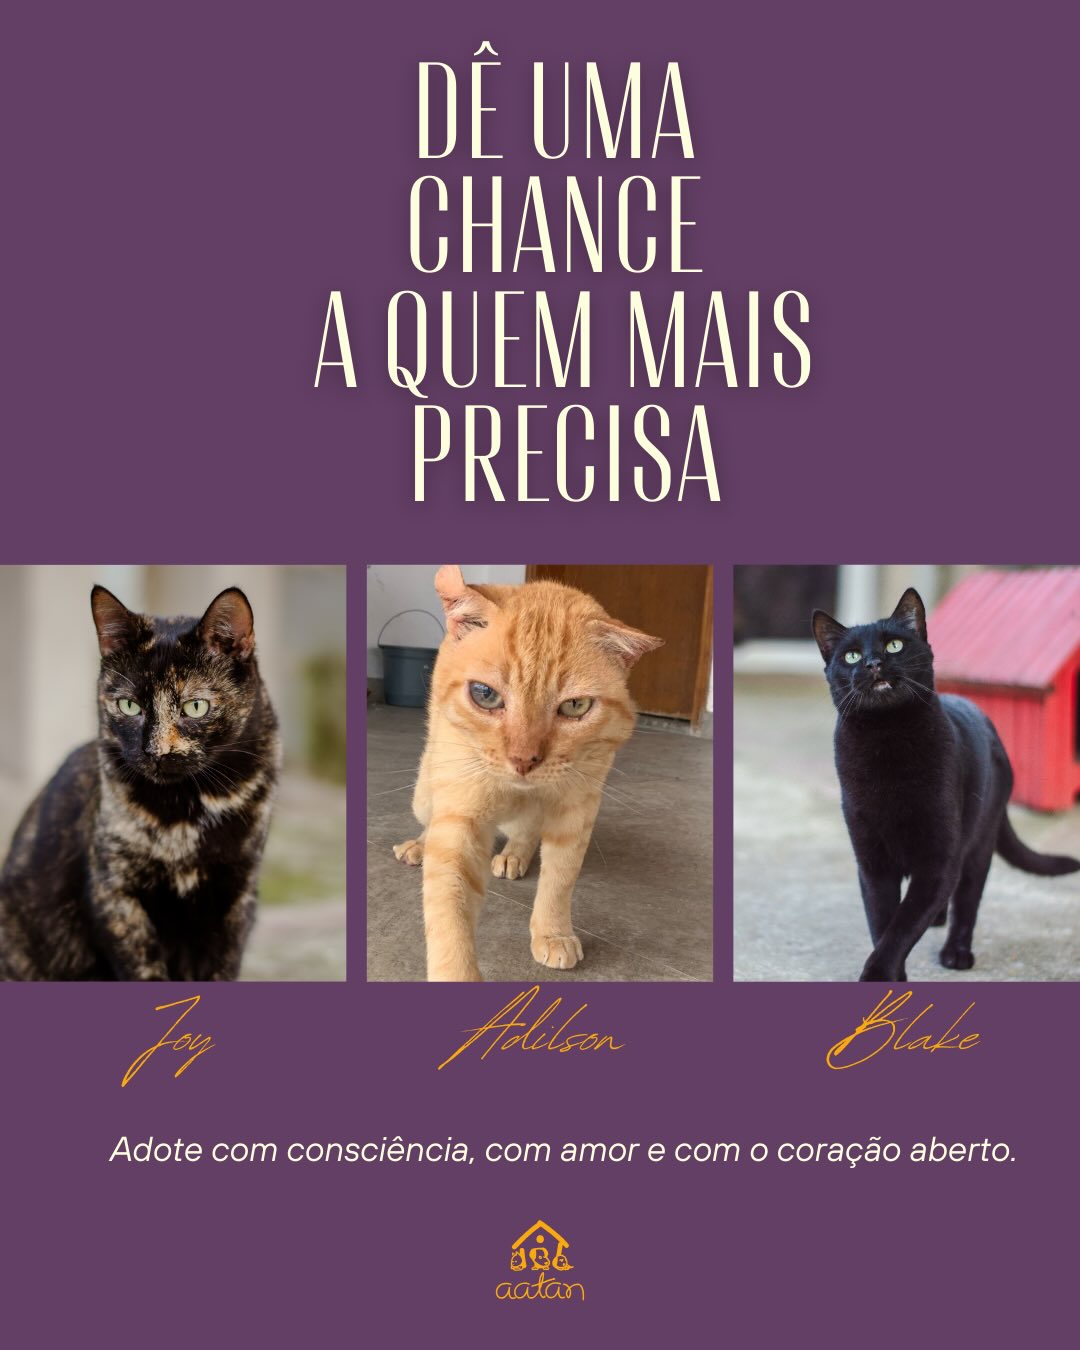 DÊ UMA
CHANCE
A QUEM MAIS
PRECISA
Joy
Adilson
Blake
Adote com consciência, com amor e com o coração aberto.
aatan